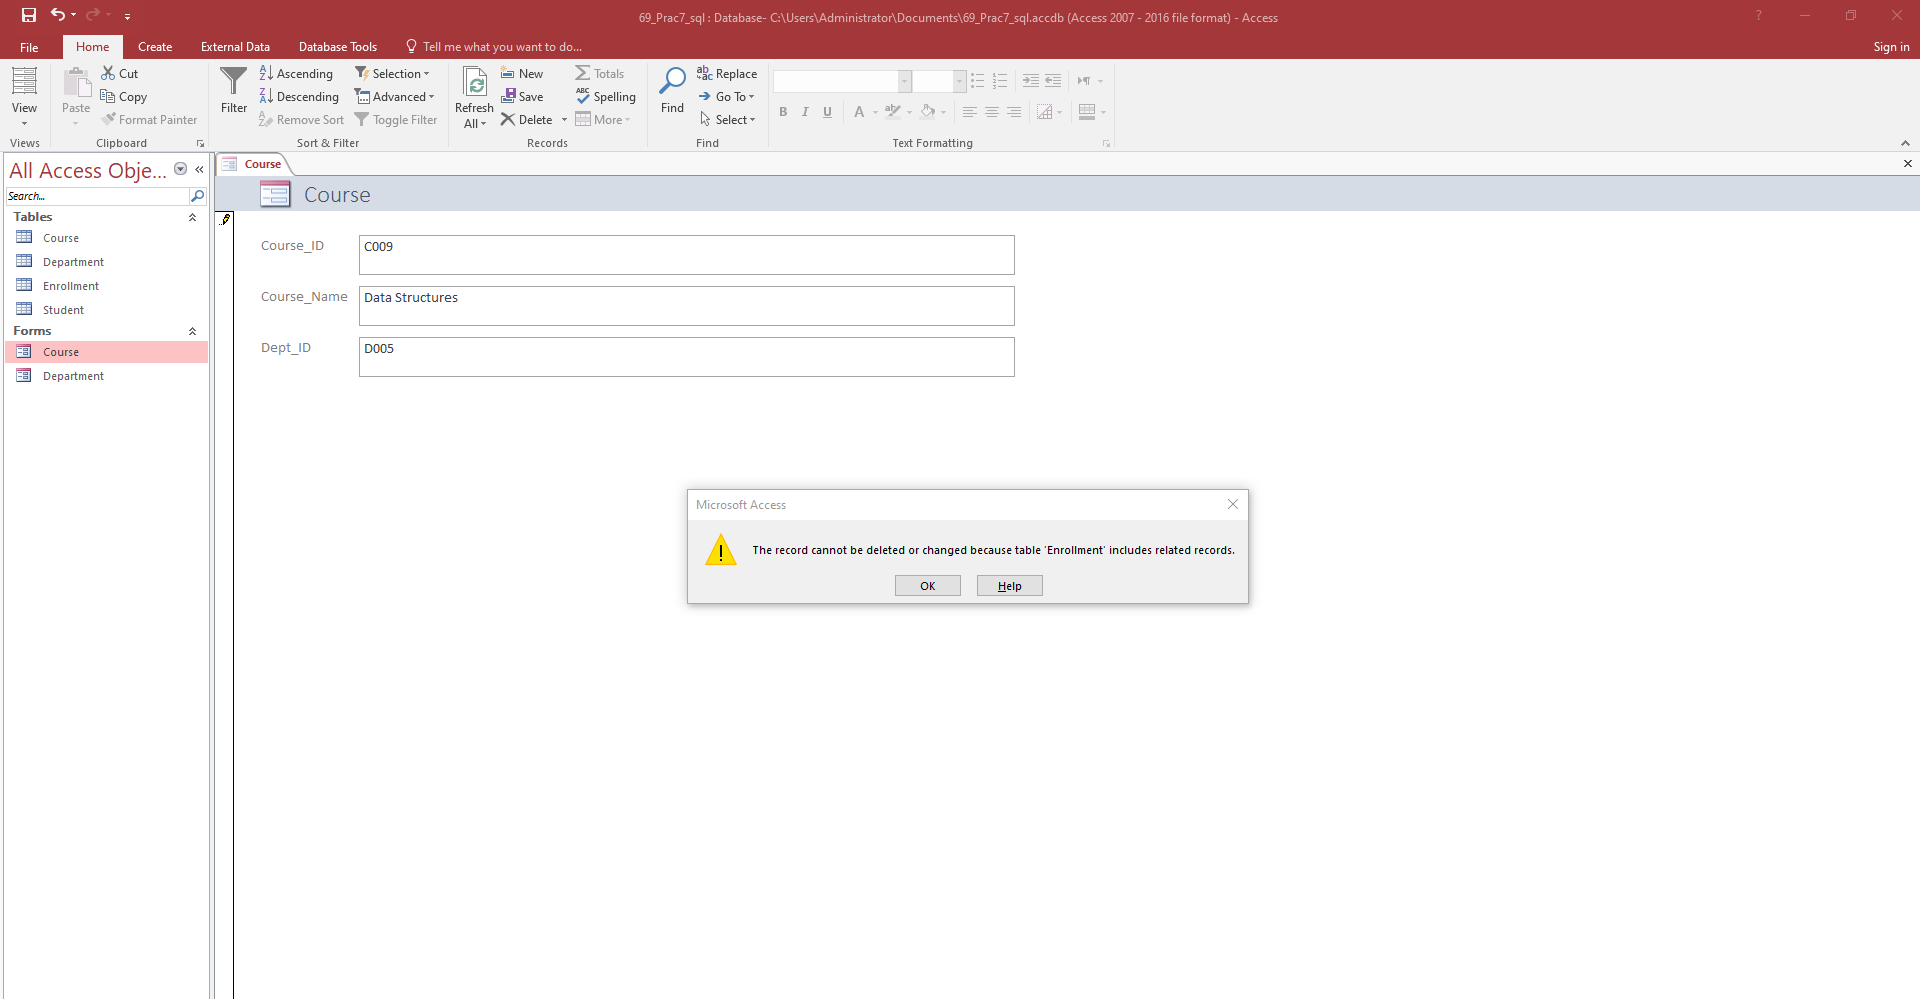 69_Prac7_sql : Database- C:\Users\Administrator\Documents\69_Prac7_sql.accdb (Access 2007 - 2016 file format) - Access
?
File
Home
Create
External Data
Database Tools
Tell me what you want to do...
Sign in
View
Views
Paste
Cut
Copy
Format Painter
Clipboard
Filter
Ascending
Descending
Remove Sort
Selection
Advanced
Toggle Filter
Sort & Filter
Refresh
All
New
Save
Delete
Totals
Spelling
More
Records
Find
Replace
Go To
Select
Find
B I U A
Text Formatting
All Access Obje...
Search...
Tables
Course
Department
Enrollment
Student
Forms
Course
Department
Course
Course
Course_ID
C009
Course_Name
Data Structures
Dept_ID
D005
Microsoft Access
The record cannot be deleted or changed because table 'Enrollment' includes related records.
OK
Help